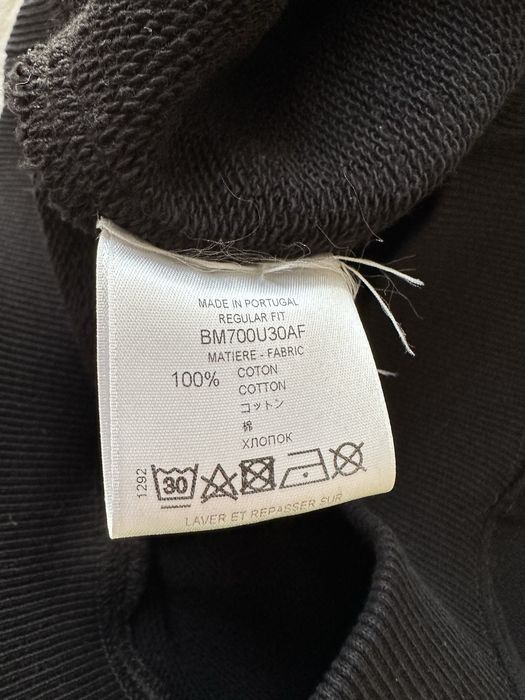 MADE IN PORTUGAL
REGULAR FIT
BM700U30AF
MATIERE - FABRIC
100% COTON
COTTON
コットン
棉
ХЛОПОК
1292
30
LAVER ET REPASSER SUR